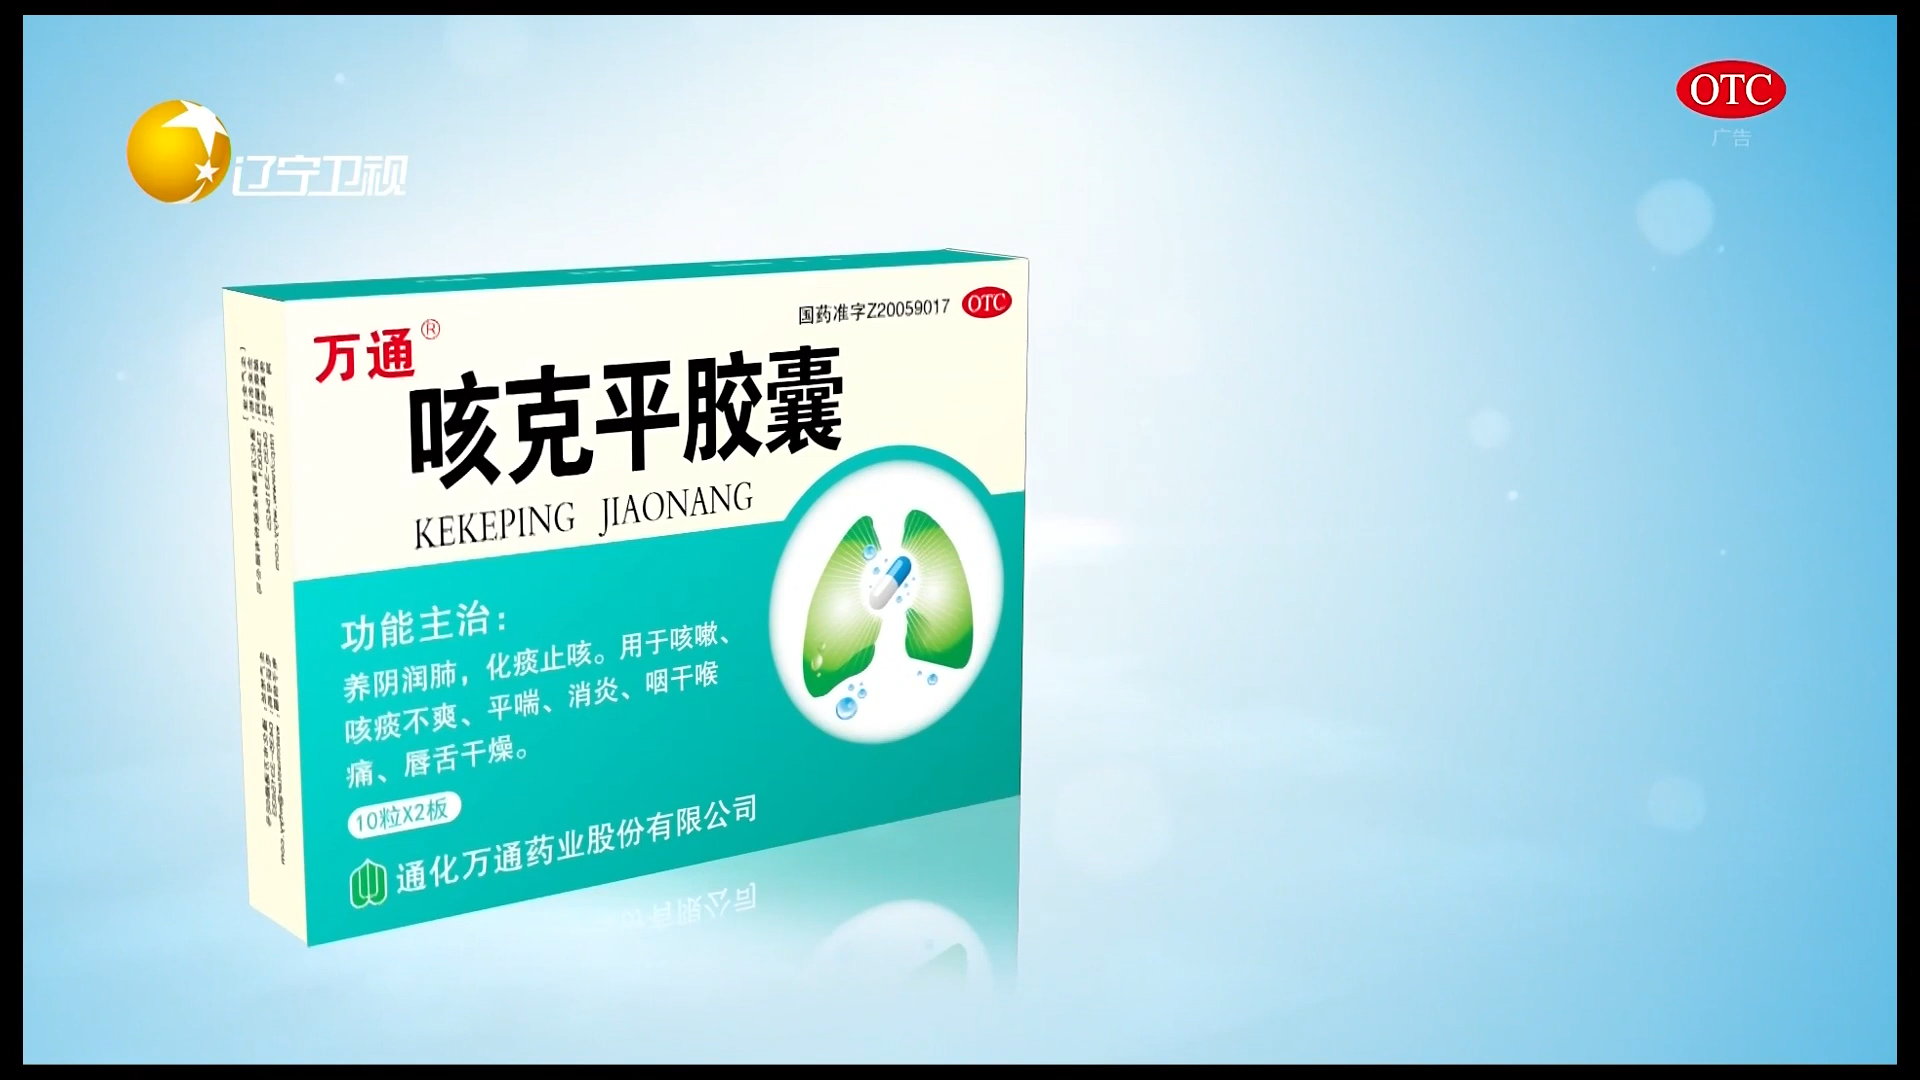 OTC
广告
辽宁卫视
国药准字Z20059017 OTC
万通®
咳克平胶囊
KEKEPING JIAONANG
功能主治：
养阴润肺，化痰止咳。用于咳嗽、
咳痰不爽、平喘、消炎、咽干喉
痛、唇舌干燥。
10粒X2板
通化万通药业股份有限公司